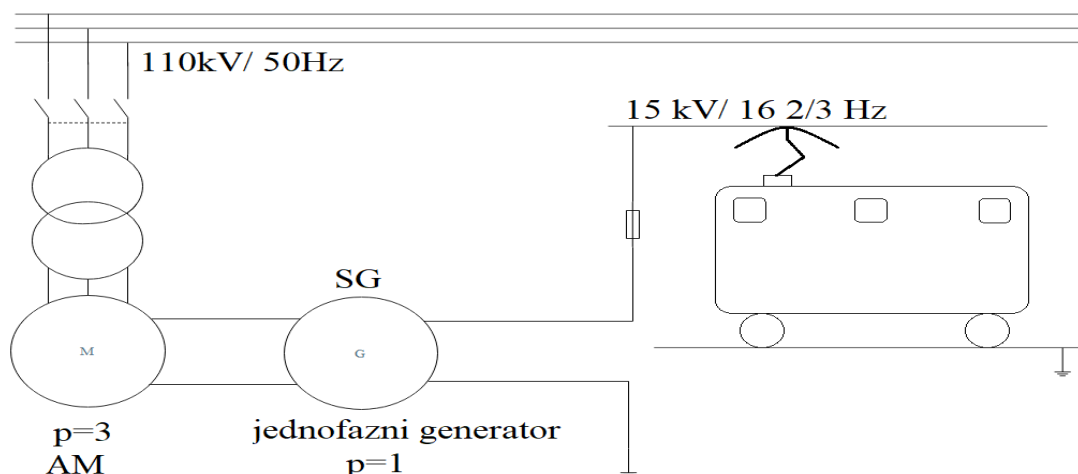 110kV/ 50Hz
15 kV/ 16 2/3 Hz
SG
M
G
p=3
AM
jednofazni generator
p=1